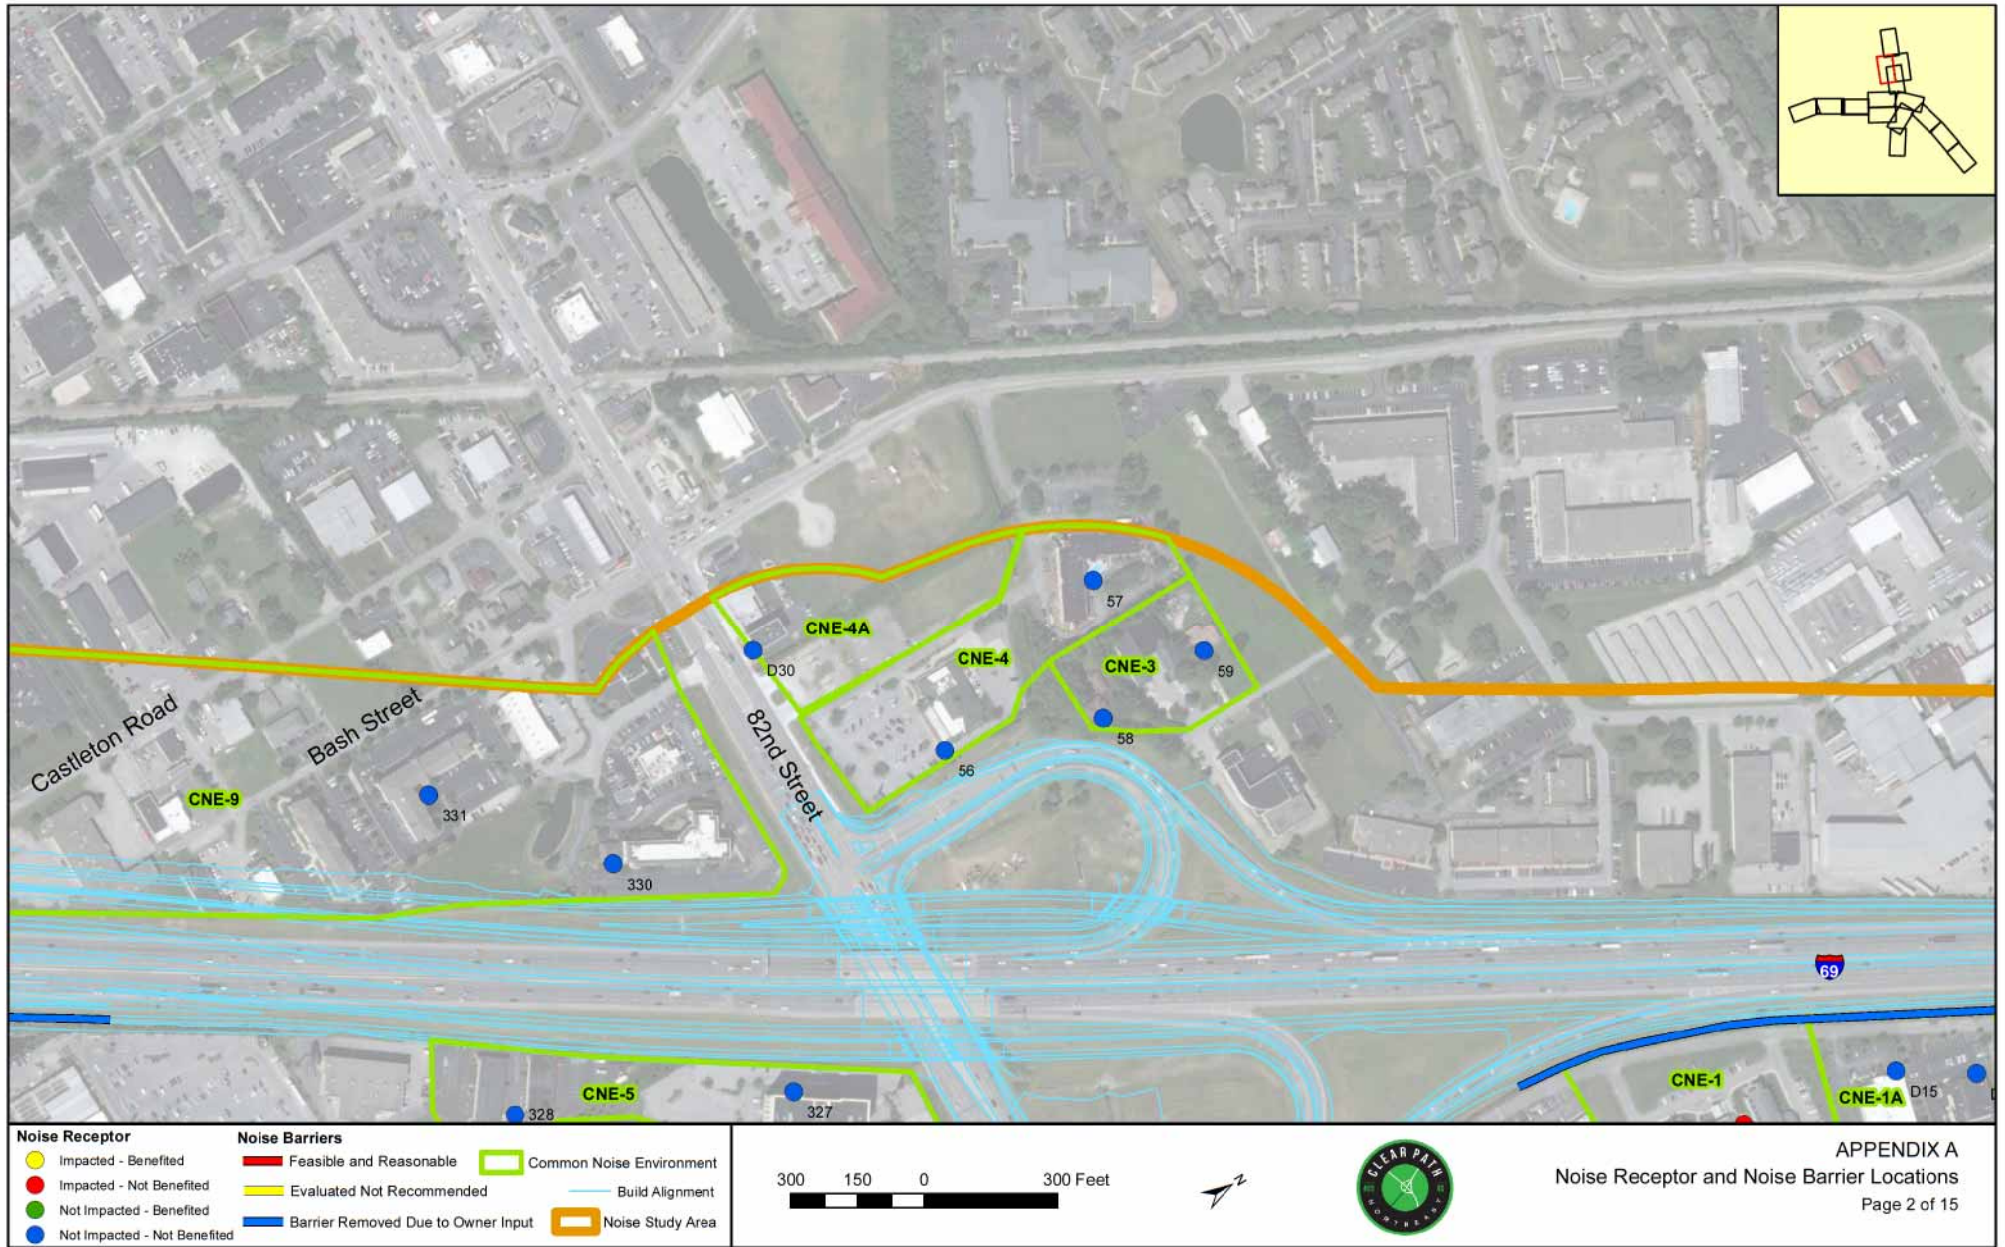 57
CNE-4A
CNE-4
CNE-3
D30
59
Castleton Road
Bash Street
82nd Street
58
56
CNE-9
331
330
69
CNE-5
328
327
CNE-1
CNE-1A
D15
Noise Receptor
Impacted - Benefited
Impacted - Not Benefited
Not Impacted - Benefited
Not Impacted - Not Benefited
Noise Barriers
Feasible and Reasonable
Evaluated Not Recommended
Barrier Removed Due to Owner Input
Common Noise Environment
Build Alignment
Noise Study Area
300 150 0 300 Feet
N
CLEAR PATH
NORTHEAST
APPENDIX A
Noise Receptor and Noise Barrier Locations
Page 2 of 15